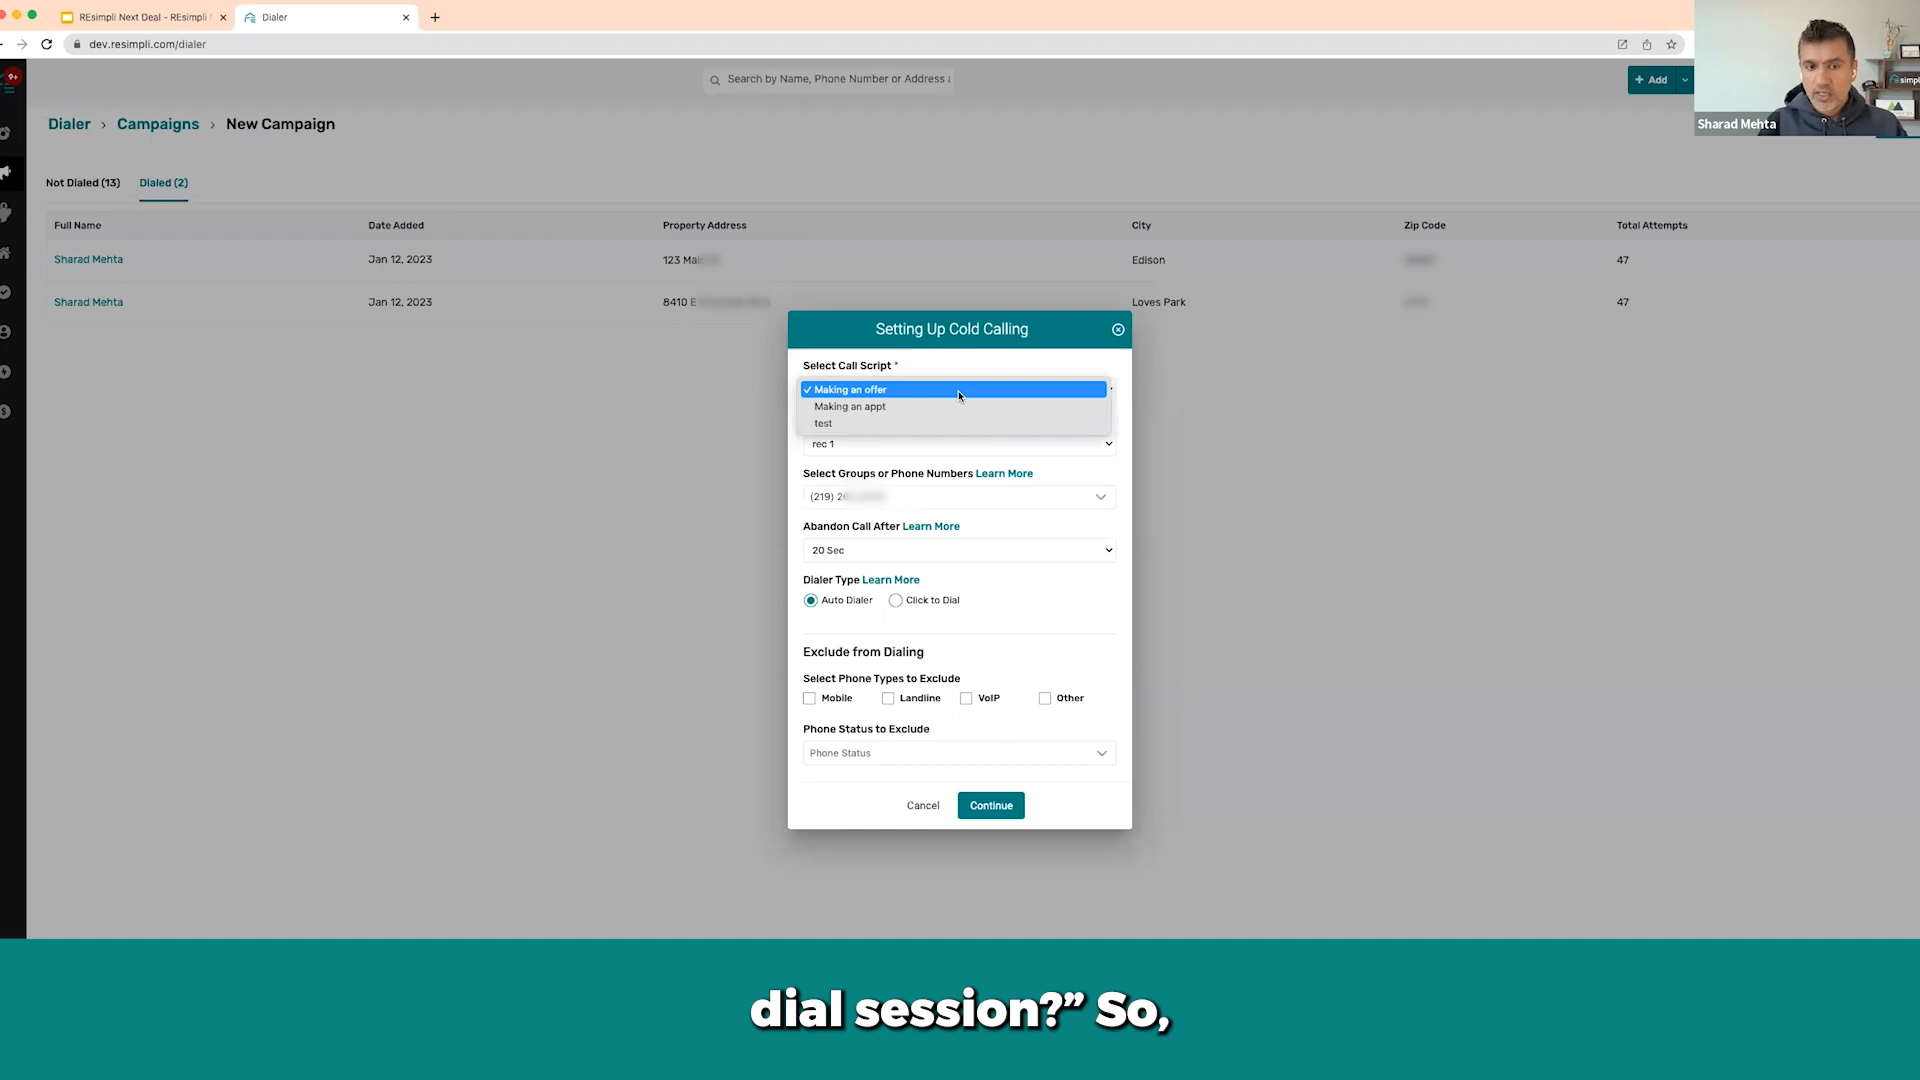 REsimpli Next Deal - REsimpli
Dialer
dev.resimpli.com/dialer
9+
Search by Name, Phone Number or Address
+ Add
simpli
Sharad Mehta
Dialer › Campaigns › New Campaign
Not Dialed (13)
Dialed (2)
Full Name Date Added Property Address City Zip Code Total Attempts
Sharad Mehta Jan 12, 2023 123 Mai Edison 47
Sharad Mehta Jan 12, 2023 8410 E Loves Park 47
Setting Up Cold Calling
Select Call Script *
✓ Making an offer
Making an appt
test
rec 1
Select Groups or Phone Numbers Learn More
(219) 26
Abandon Call After Learn More
20 Sec
Dialer Type Learn More
Auto Dialer Click to Dial
Exclude from Dialing
Select Phone Types to Exclude
Mobile Landline VoIP Other
Phone Status to Exclude
Phone Status
Cancel Continue
dial session?” So,